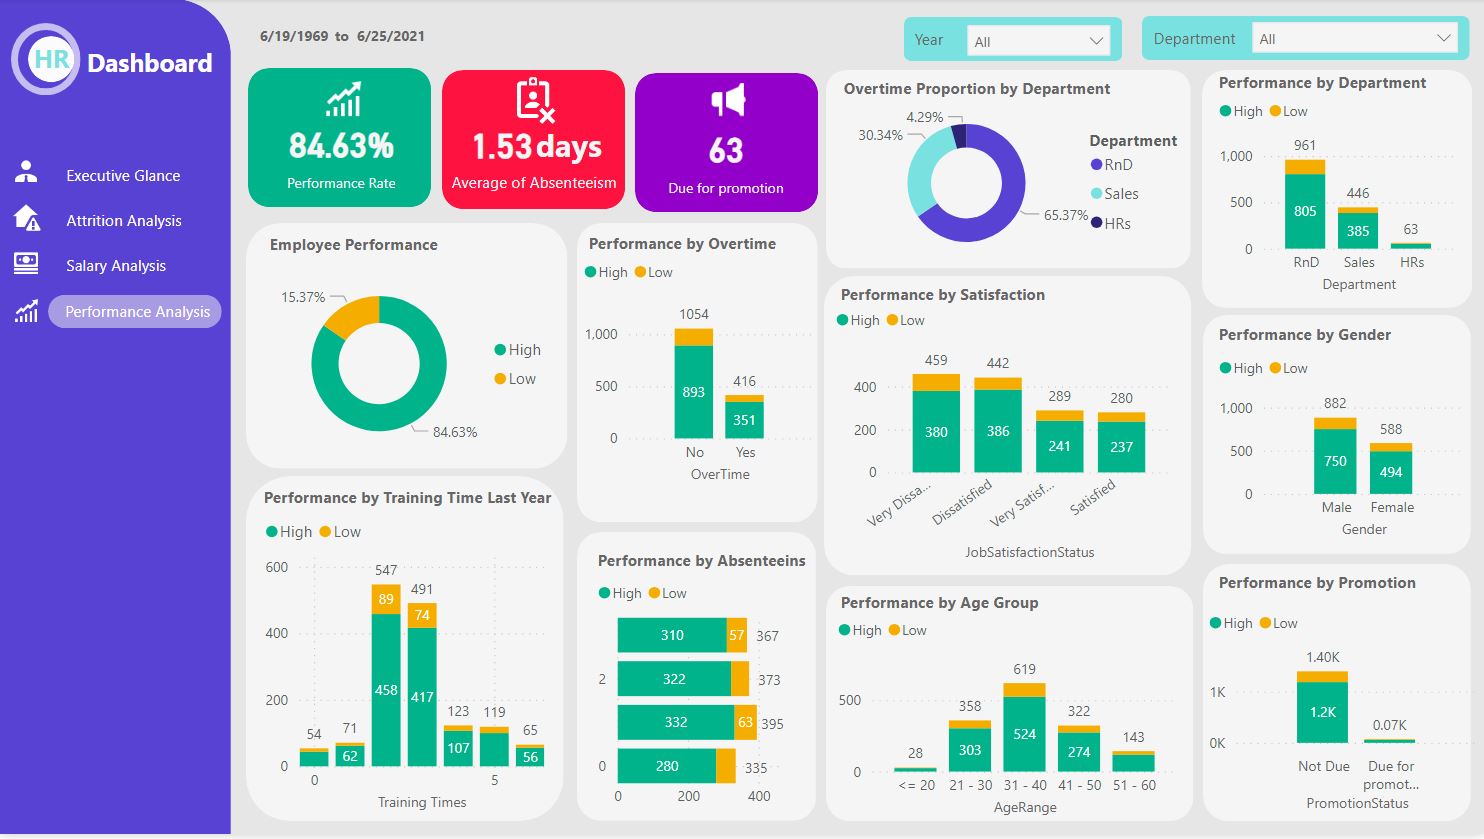 HR Dashboard
Executive Glance
Attrition Analysis
Salary Analysis
Performance Analysis
6/19/1969 to 6/25/2021
Year
All
Department
All
84.63%
Performance Rate
1.53 days
Average of Absenteeism
63
Due for promotion
Overtime Proportion by Department
4.29%
30.34%
65.37%
Department
RnD
Sales
HRs
Performance by Department
High Low
961
446
63
1,000
500
0
805
385
RnD Sales HRs
Department
Employee Performance
15.37%
84.63%
High
Low
Performance by Overtime
High Low
1054
416
1,000
500
0
893
351
No Yes
OverTime
Performance by Satisfaction
High Low
459
442
289
280
400
200
0
380
386
241
237
Very Dissa...
Dissatisfied
Very Satisf...
Satisfied
JobSatisfactionStatus
Performance by Gender
High Low
882
588
1,000
500
0
750
494
Male Female
Gender
Performance by Training Time Last Year
High Low
600
400
200
0
54
71
547
491
123
119
65
89
74
62
458
417
107
56
0 5
Training Times
Performance by Absenteeins
High Low
310 57 367
2 322 373
332 63 395
0 280 335
0 200 400
Performance by Age Group
High Low
500
0
28
358
619
322
143
303
524
274
<= 20 21 - 30 31 - 40 41 - 50 51 - 60
AgeRange
Performance by Promotion
High Low
1.40K
0.07K
1K
0K
1.2K
Not Due
Due for
promot...
PromotionStatus